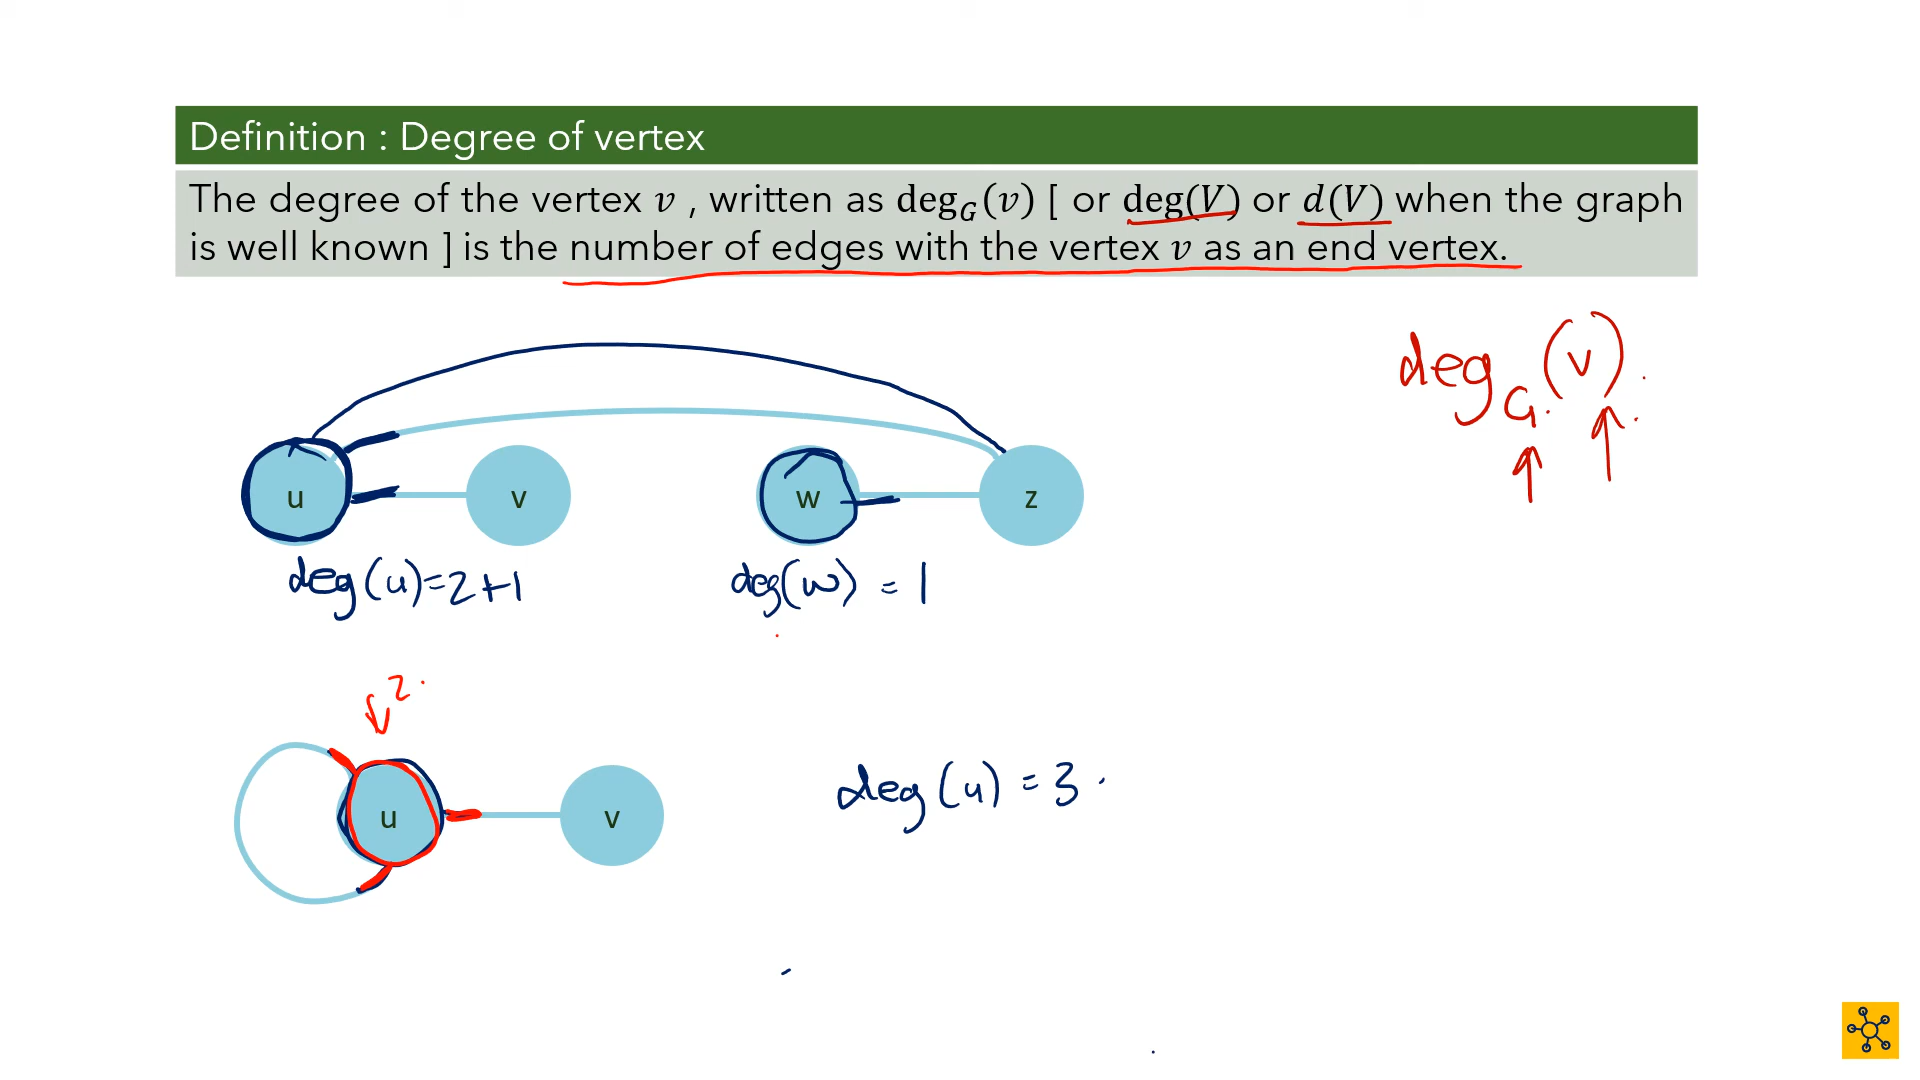 Definition : Degree of vertex
The degree of the vertex 𝑣 , written as deg_G(𝑣) [ or deg(V) or d(V) when the graph
is well known ] is the number of edges with the vertex 𝑣 as an end vertex.
deg_G (v)
u v w z
deg(u)=2+1 deg(w) = 1
2
u v
deg(u) = 3